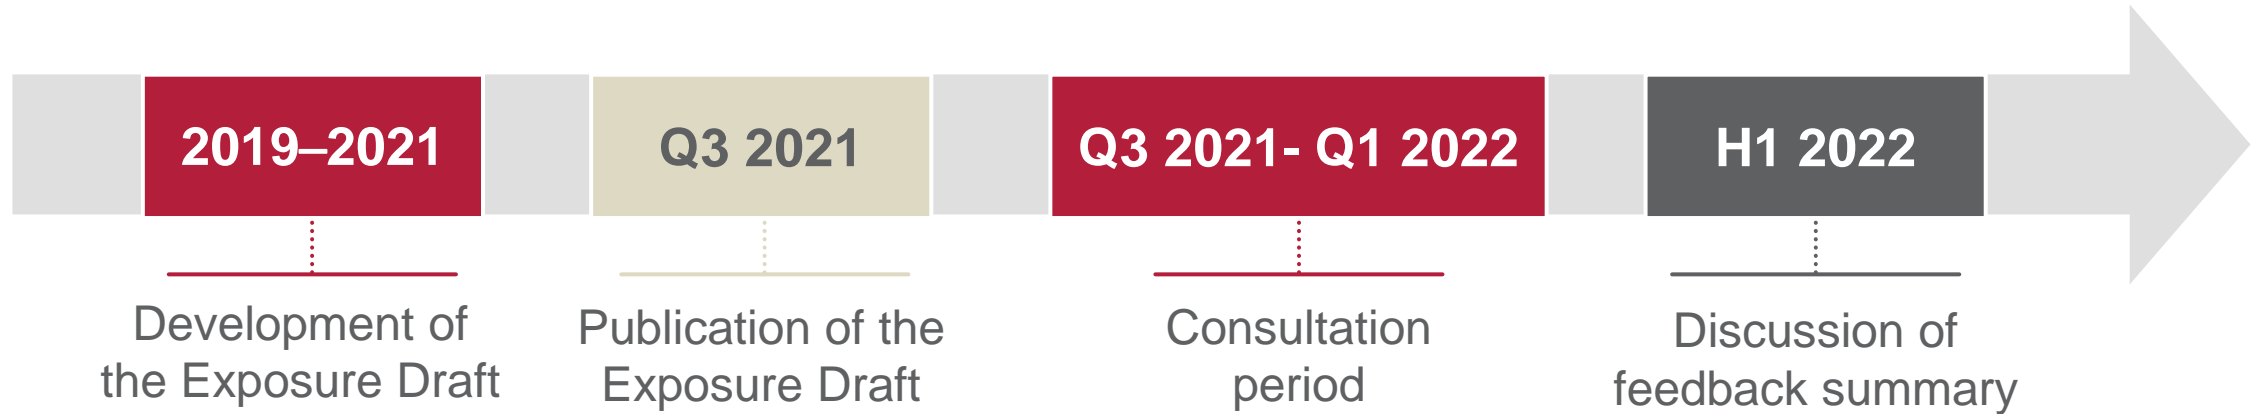 2019–2021
Q3 2021
Q3 2021- Q1 2022
H1 2022
Development of
the Exposure Draft
Publication of the
Exposure Draft
Consultation
period
Discussion of
feedback summary